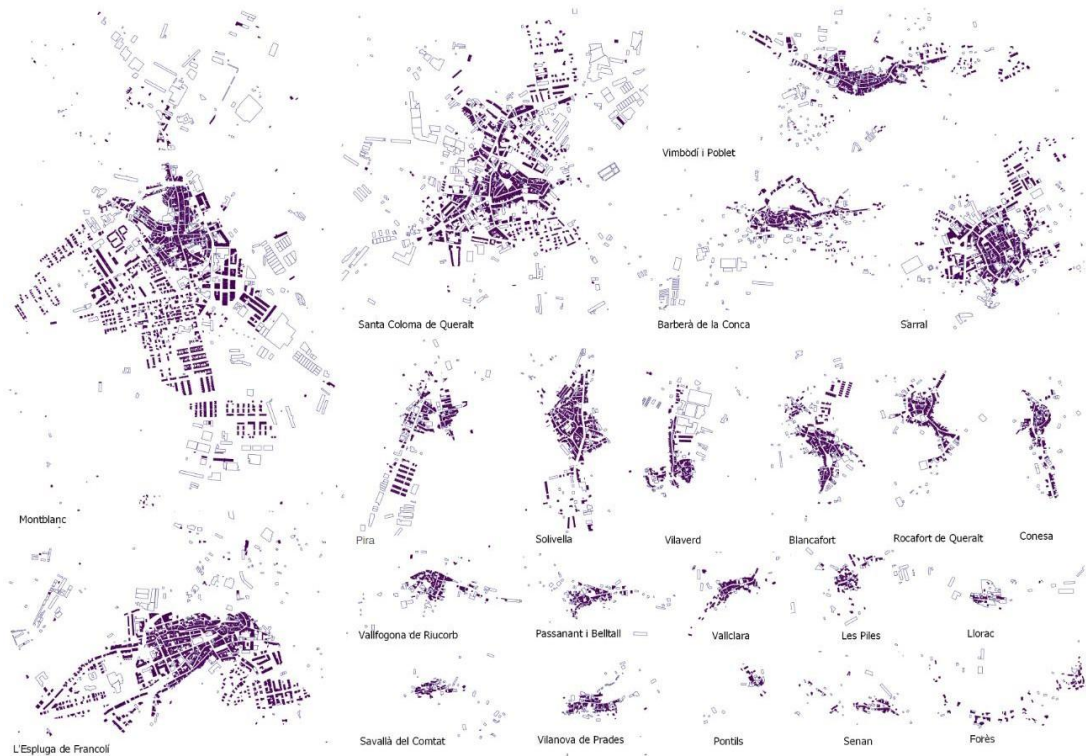 Vimbodí i Poblet
Santa Coloma de Queralt
Barberà de la Conca
Sarral
Montblanc
Pira
Solivella
Vilaverd
Blancafort
Rocafort de Queralt
Conesa
Vallfogona de Riucorb
Passanant i Belltall
Vallclara
Les Piles
Llorac
L'Espluga de Francolí
Savallà del Comtat
Vilanova de Prades
Pontils
Senan
Forès